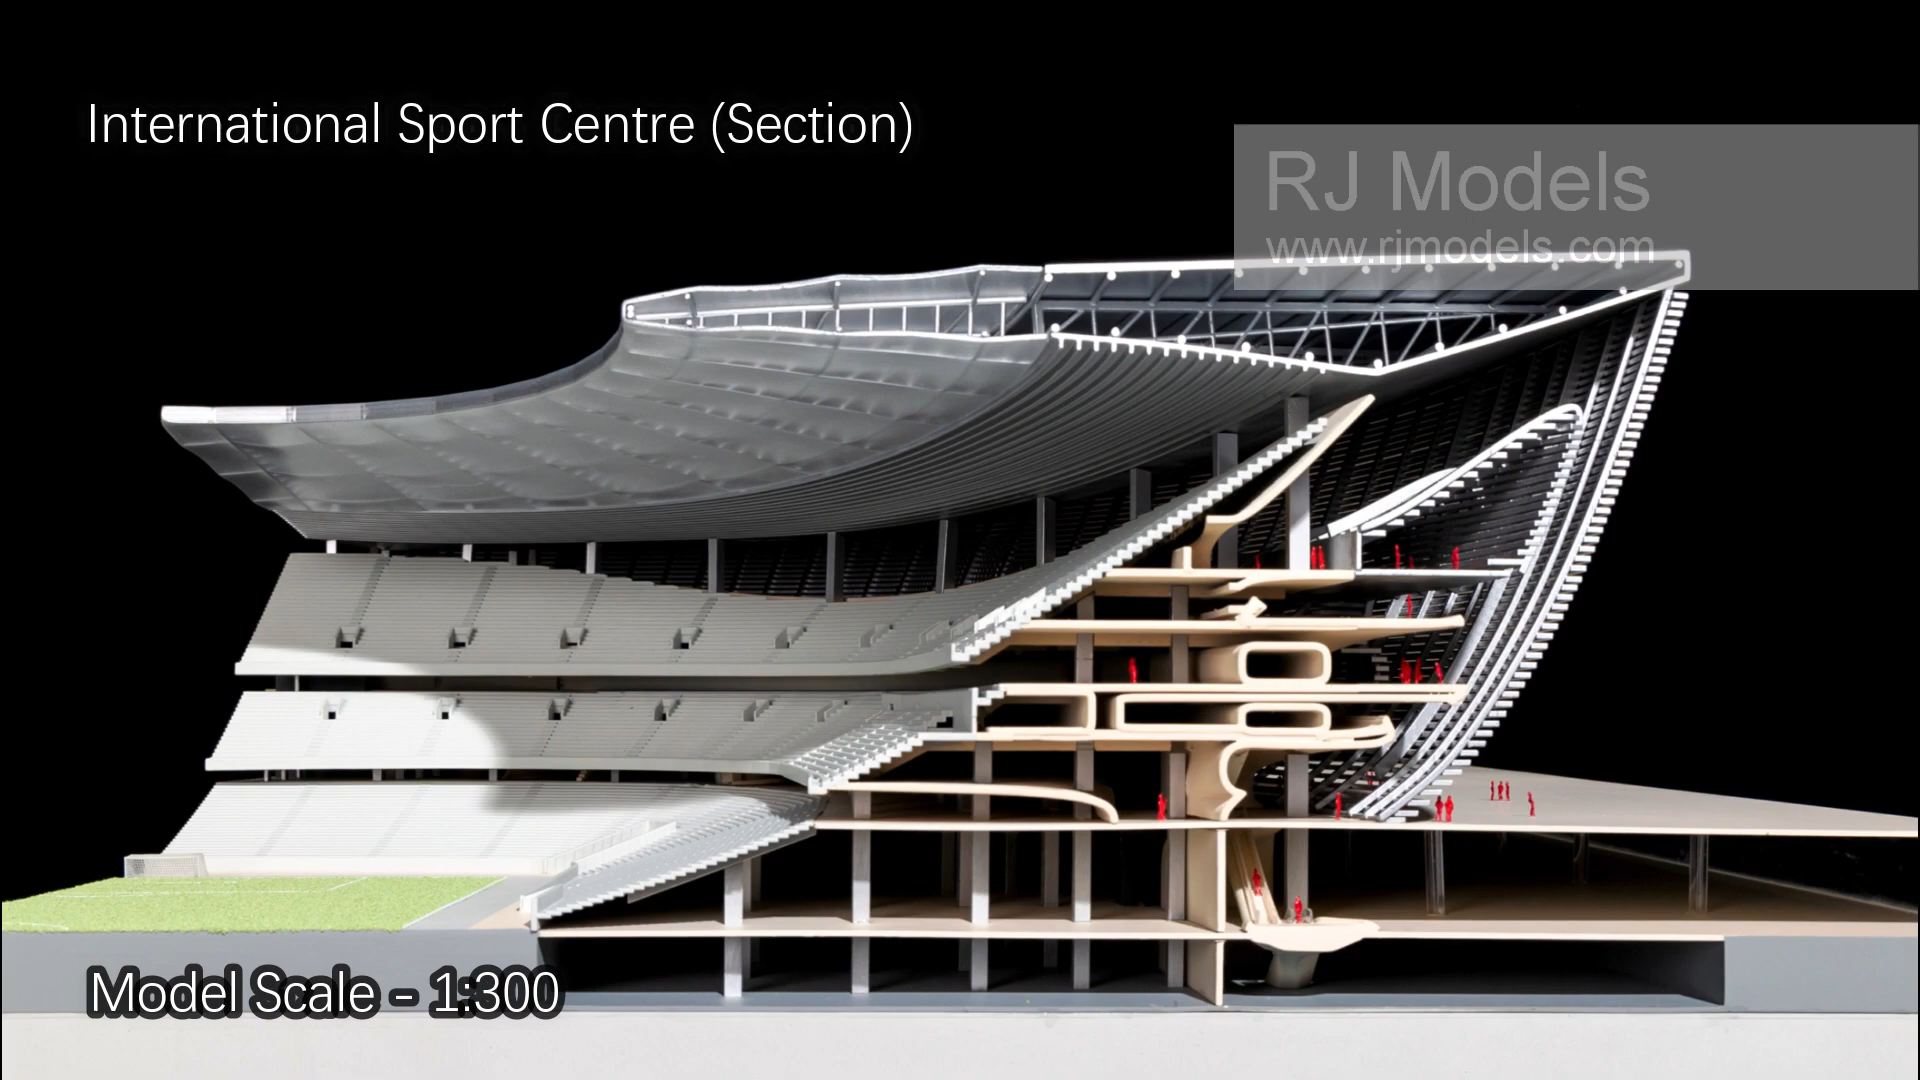 International Sport Centre (Section)
RJ Models
www.rjmodels.com
Model Scale – 1:300